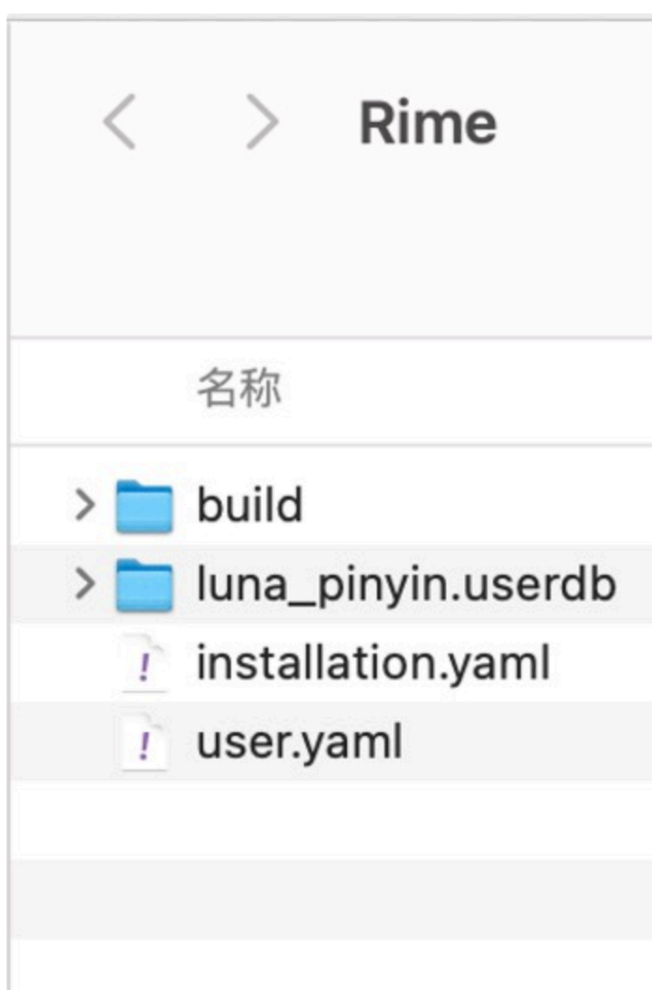 Rime
名称
build
luna_pinyin.userdb
installation.yaml
user.yaml